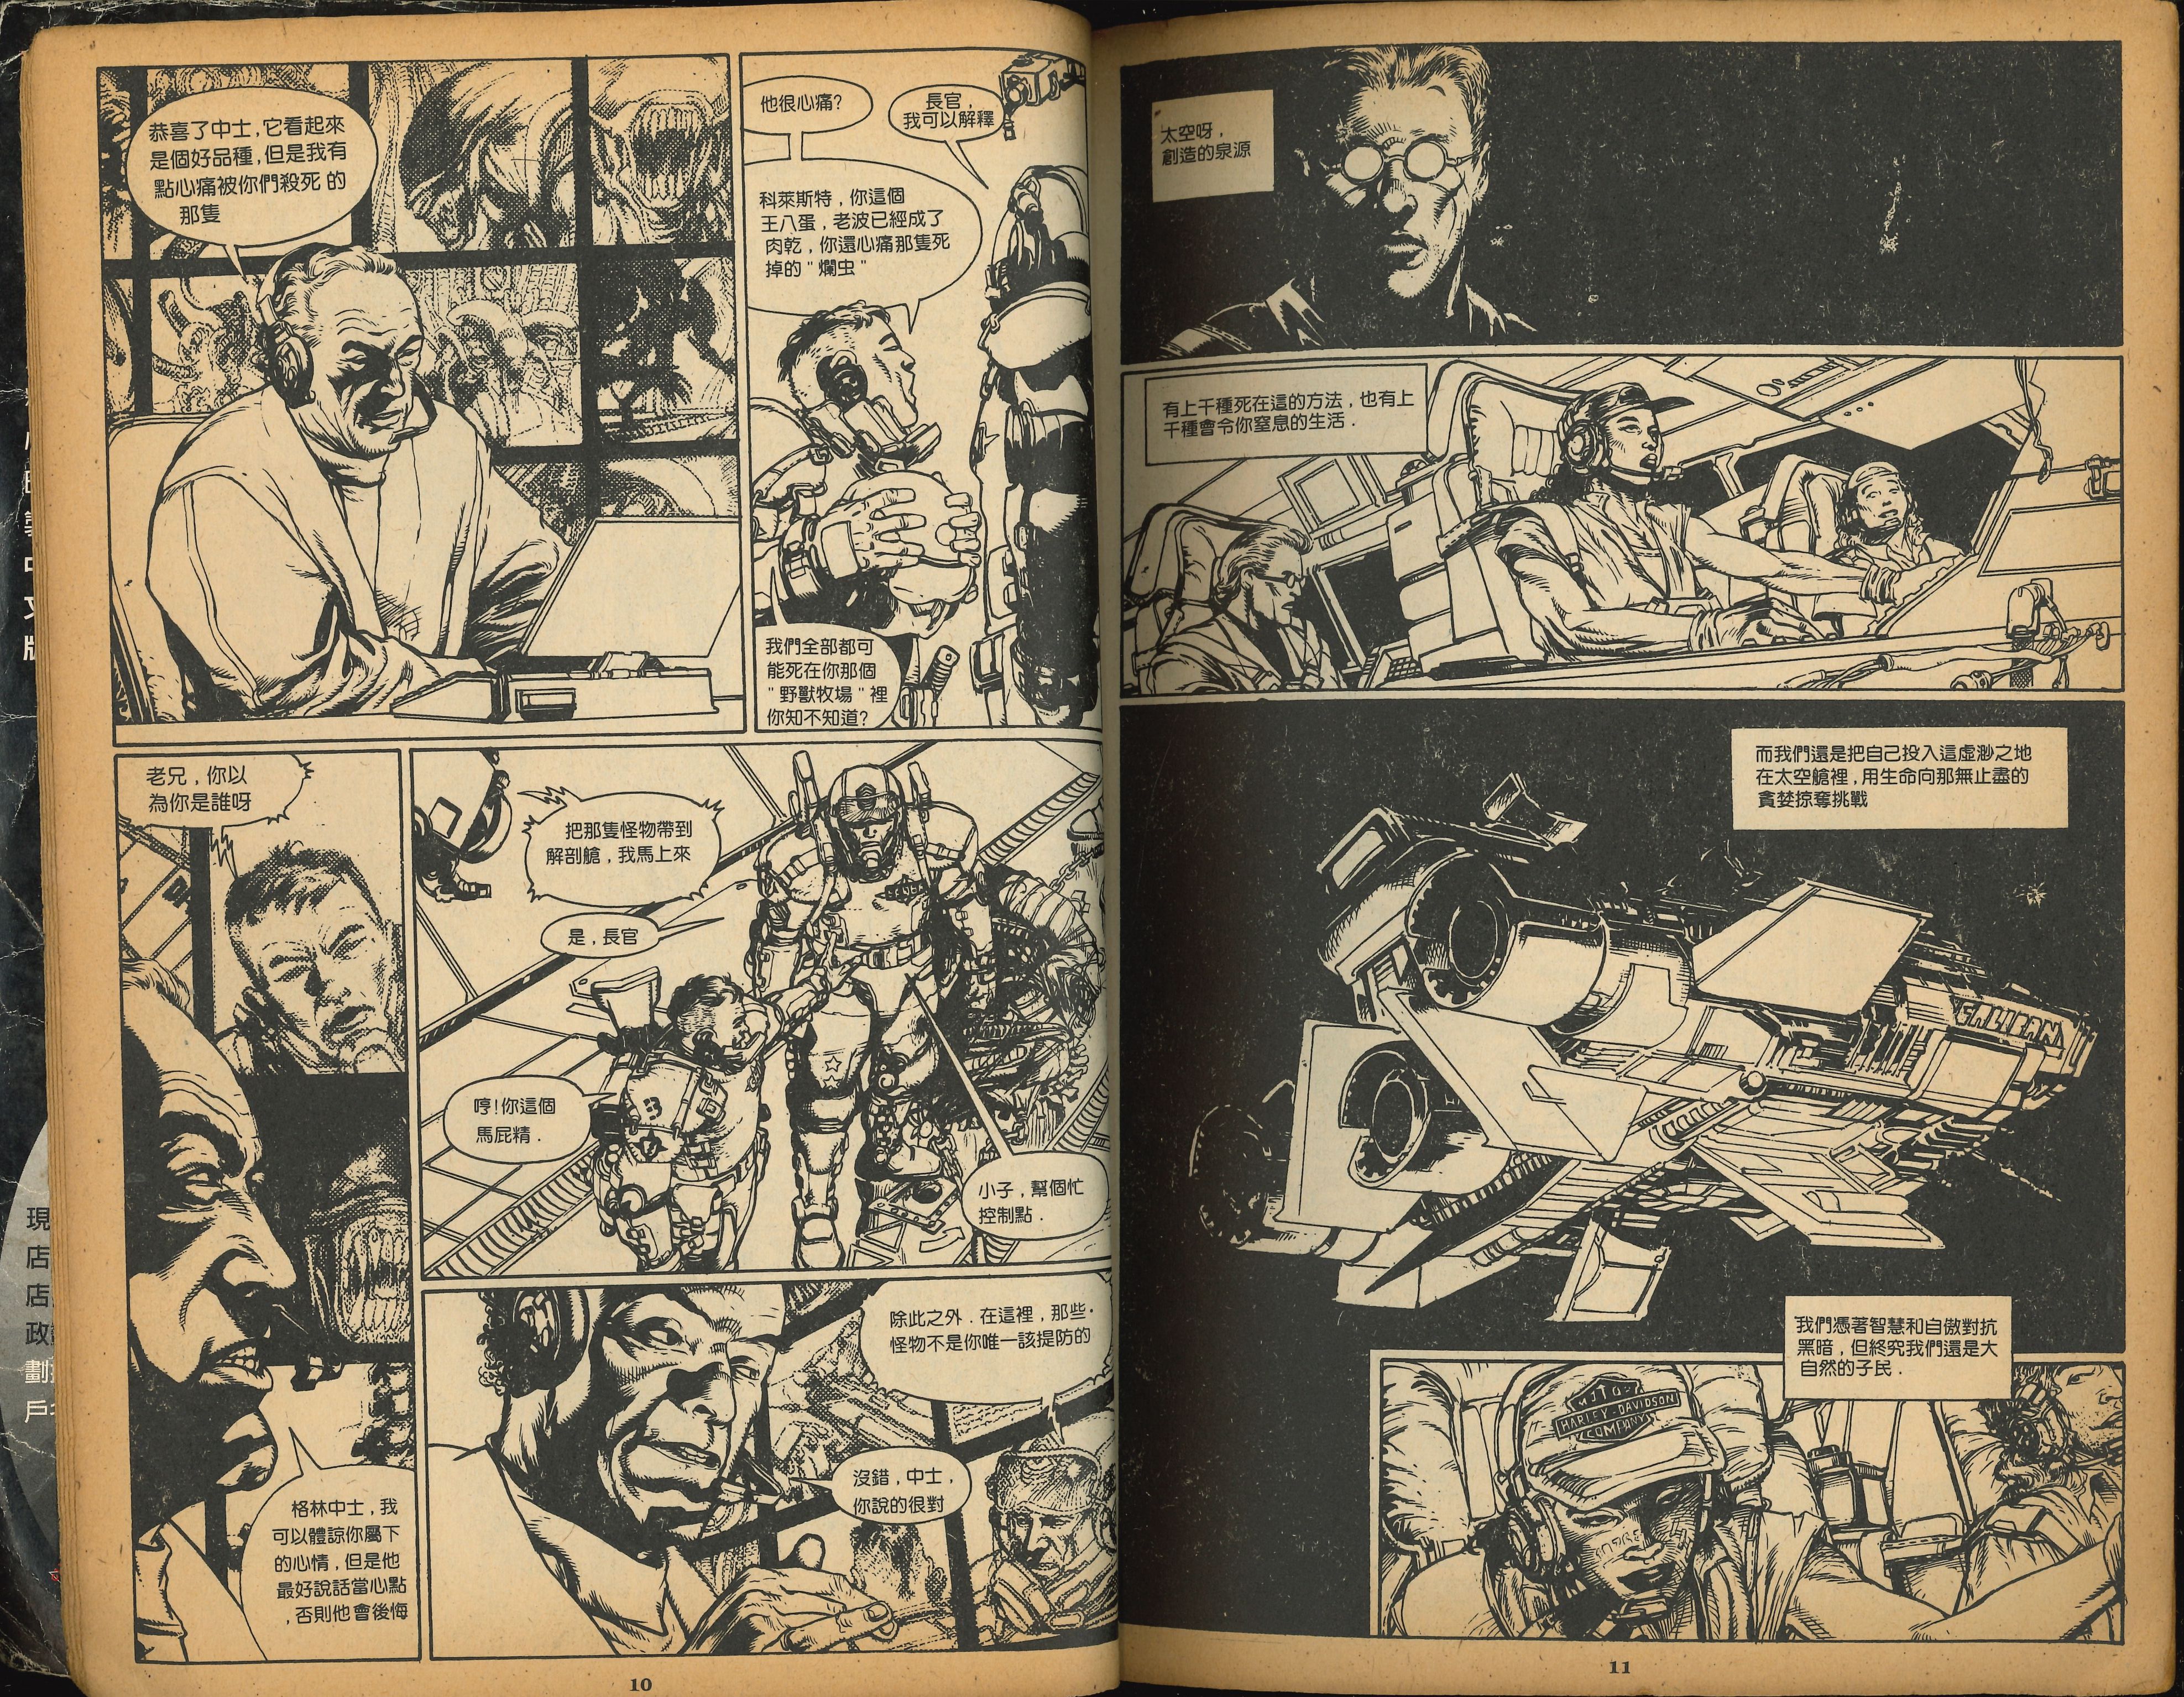 恭喜了中士,它看起來
是個好品種,但是我有
點心痛被你們殺死的
那隻
他很心痛?
長官,
我可以解釋
科萊斯特,你這個
王八蛋,老波已經成了
肉乾,你還心痛那隻死
掉的"爛虫"
我們全部都可
能死在你那個
"野獸牧場"裡
你知不知道?
老兄,你以
為你是誰呀
把那隻怪物帶到
解剖艙,我馬上來
是,長官
哼!你這個
馬屁精.
小子,幫個忙
控制點.
格林中士,我
可以體諒你屬下
的心情,但是他
最好說話當心點
,否則他會後悔
除此之外.在這裡,那些.
怪物不是你唯一該提防的
沒錯,中士,
你說的很對
10
太空呀,
創造的泉源
有上千種死在這的方法,也有上
千種會令你窒息的生活.
而我們還是把自己投入這虛渺之地
在太空艙裡,用生命向那無止盡的
貪婪掠奪挑戰
CALIBAN
我們憑著智慧和自傲對抗
黑暗,但終究我們還是大
自然的子民.
HARLEY-DAVIDSON
COMPANY
11
文
版
現
店
店
政
劃
戶